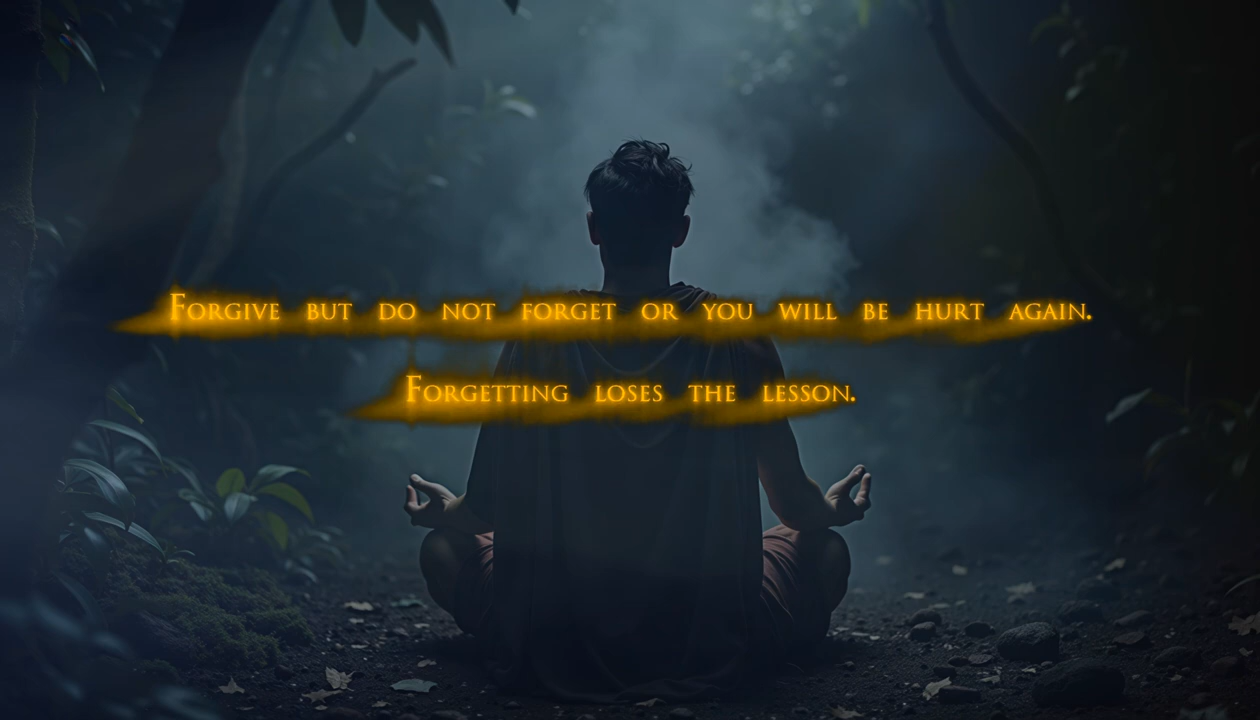 Forgive but do not forget or you will be hurt again.
Forgetting loses the lesson.